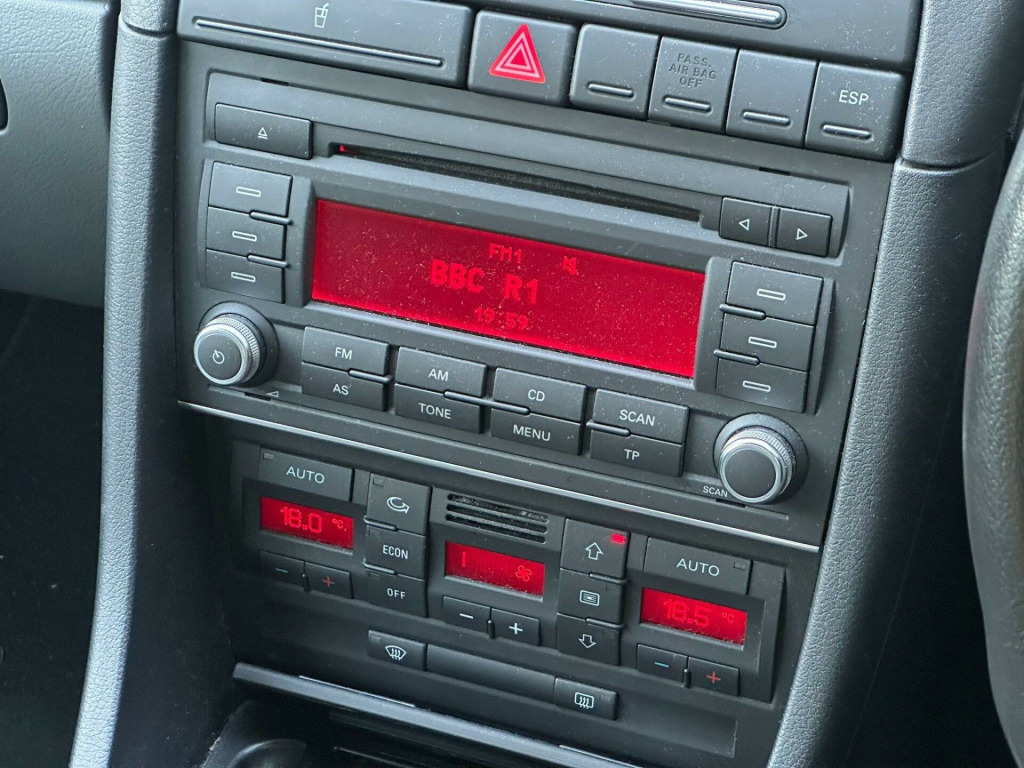 PASS.
AIR BAG
OFF
ESP
FM1
BBC R1
19:59
FM
AS
AM
TONE
CD
MENU
SCAN
TP
SCAN
AUTO
18.0 °C
ECON
OFF
AUTO
18.5 °C